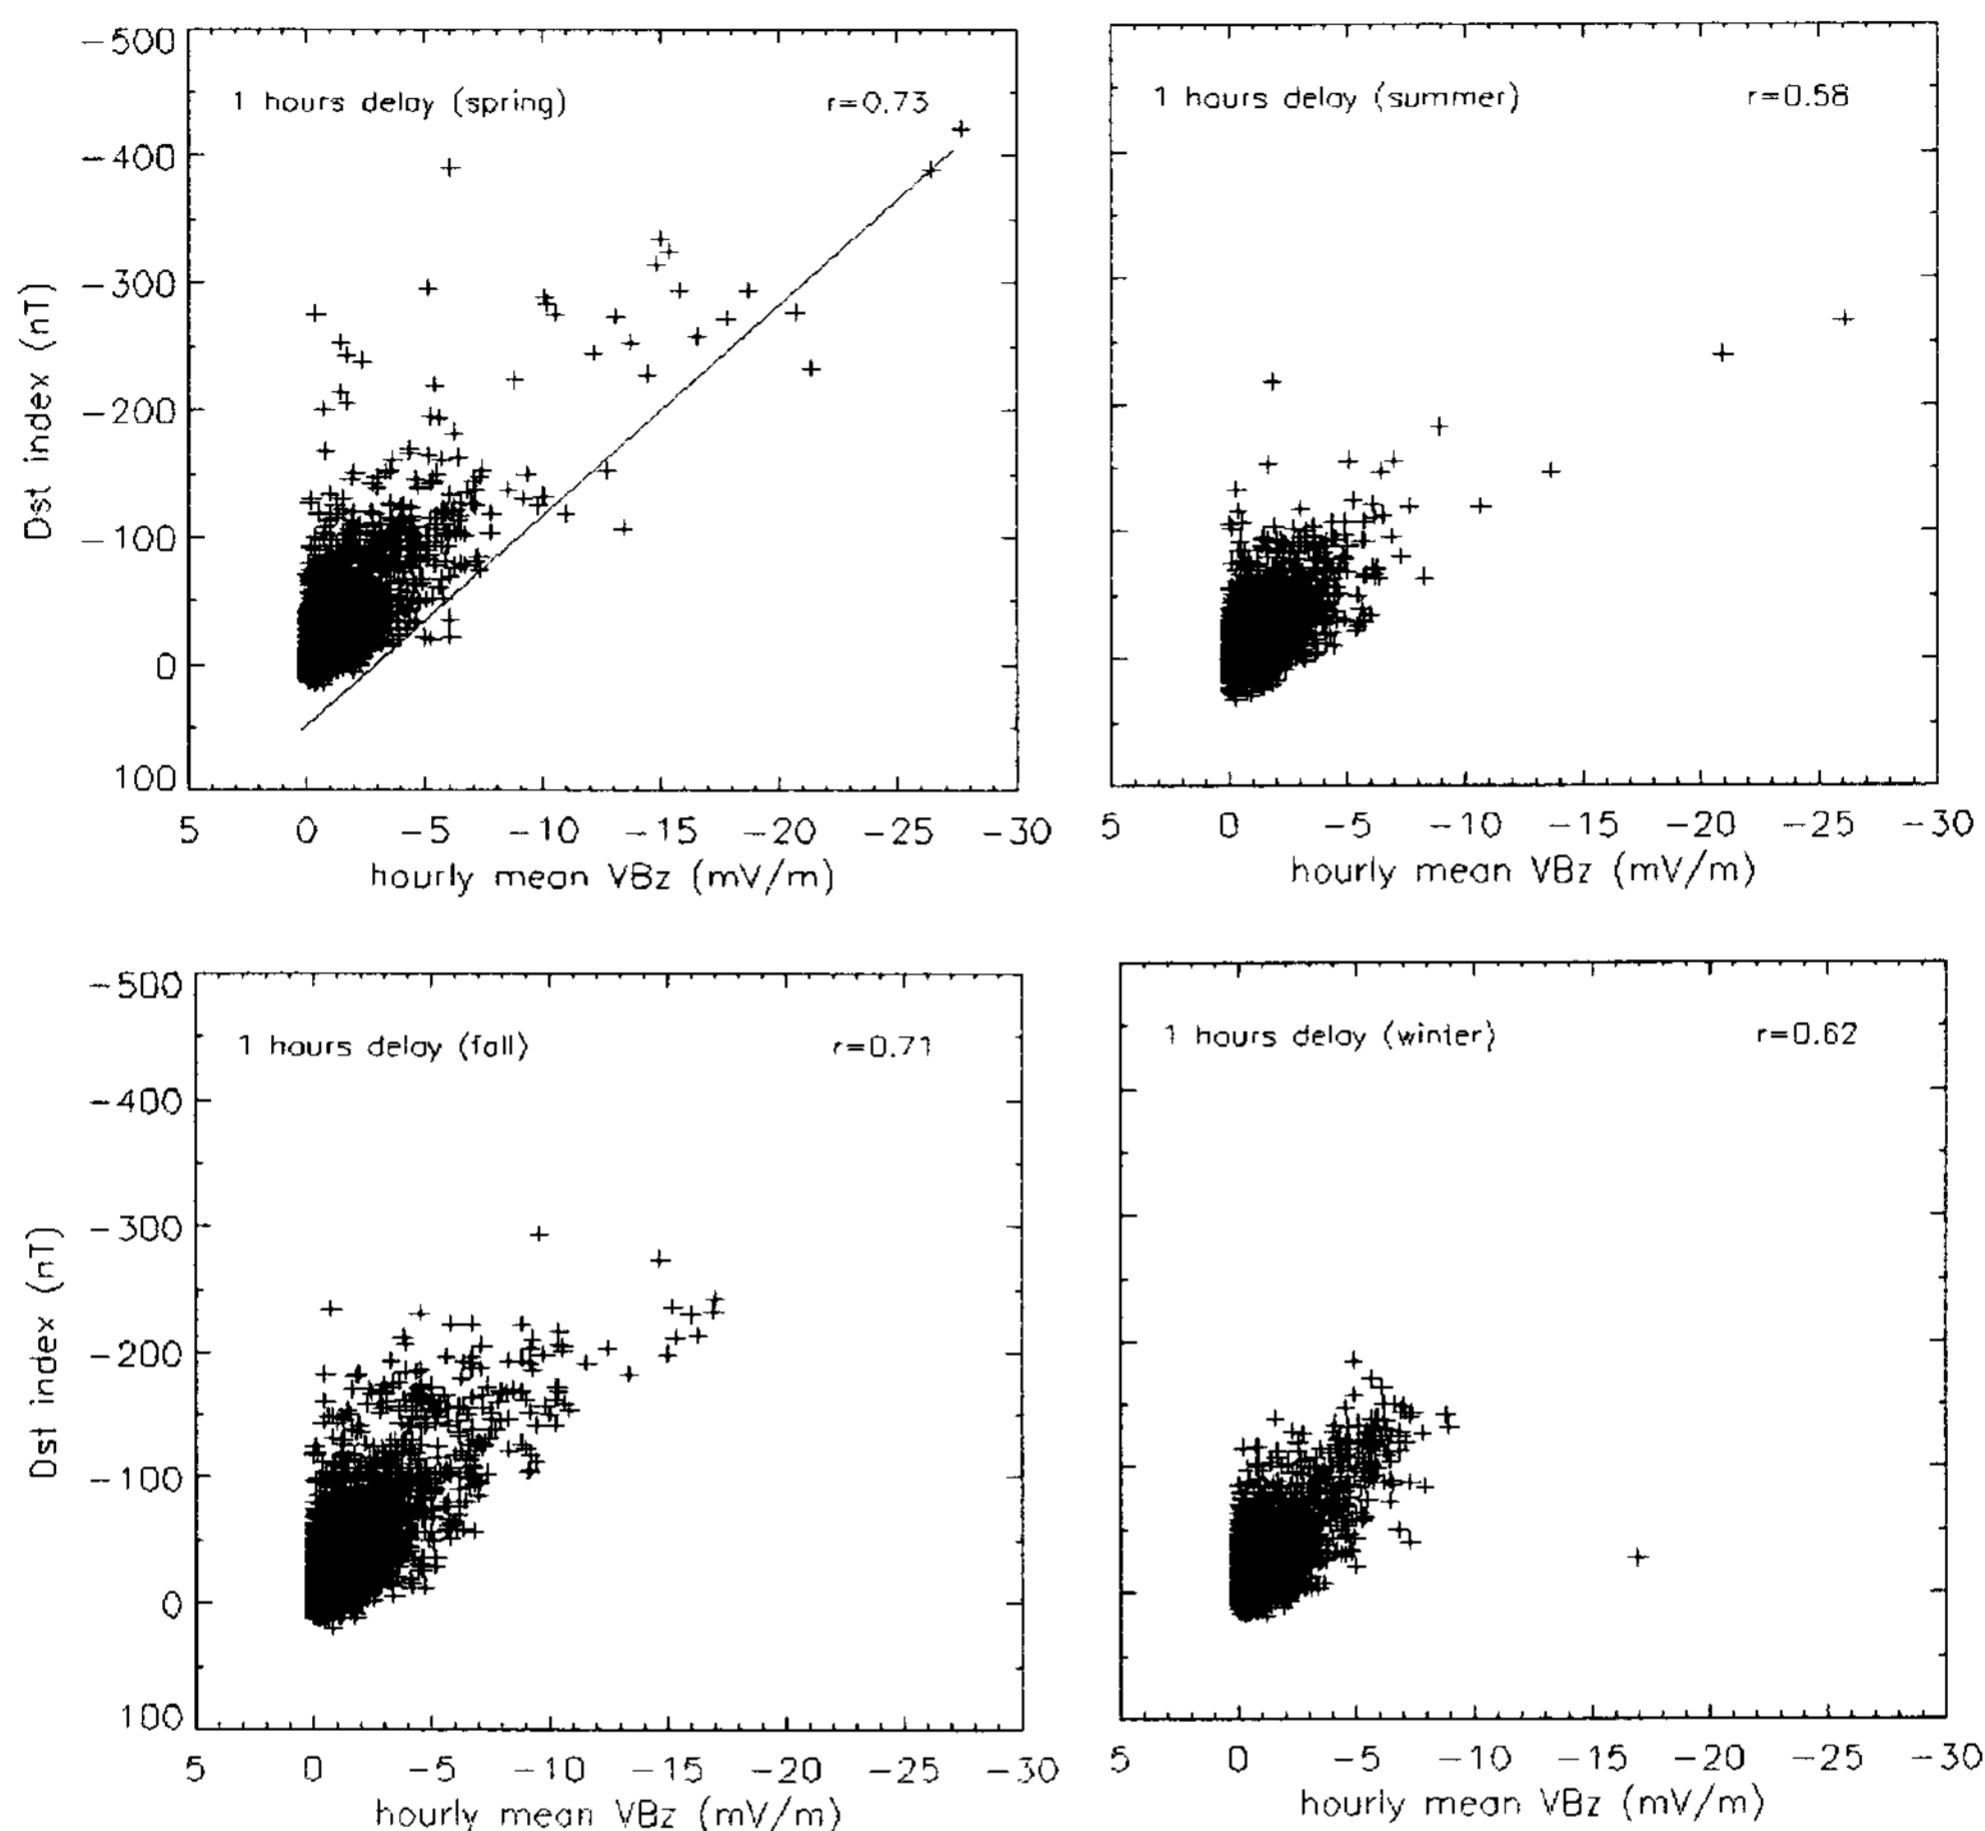 -500
1 hours delay (spring)
r=0.73
-400
-300
-200
-100
0
100
Dst index (nT)
5 0 -5 -10 -15 -20 -25 -30
hourly mean VBz (mV/m)
1 hours delay (summer)
r=0.58
5 0 -5 -10 -15 -20 -25 -30
hourly mean VBz (mV/m)
-500
1 hours delay (fall)
r=0.71
-400
-300
-200
-100
0
100
Dst index (nT)
5 0 -5 -10 -15 -20 -25 -30
hourly mean VBz (mV/m)
1 hours delay (winter)
r=0.62
5 0 -5 -10 -15 -20 -25 -30
hourly mean VBz (mV/m)